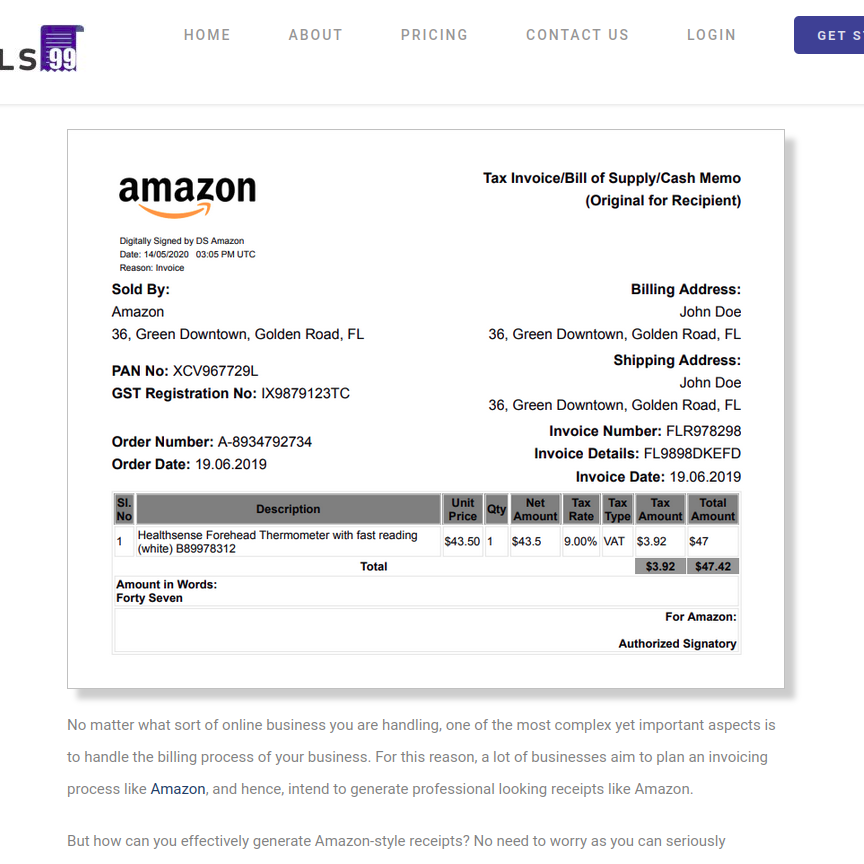 LS 99
HOME ABOUT PRICING CONTACT US LOGIN GET
amazon
Tax Invoice/Bill of Supply/Cash Memo
(Original for Recipient)
Digitally Signed by DS Amazon
Date: 14/05/2020 03:05 PM UTC
Reason: Invoice
Sold By:
Amazon
36, Green Downtown, Golden Road, FL
PAN No: XCV967729L
GST Registration No: IX9879123TC
Order Number: A-8934792734
Order Date: 19.06.2019
Billing Address:
John Doe
36, Green Downtown, Golden Road, FL
Shipping Address:
John Doe
36, Green Downtown, Golden Road, FL
Invoice Number: FLR978298
Invoice Details: FL9898DKEFD
Invoice Date: 19.06.2019
Sl. No Description Unit Price Qty Net Amount Tax Rate Tax Type Tax Amount Total Amount
1 Healthsense Forehead Thermometer with fast reading $43.50 1 $43.5 9.00% VAT $3.92 $47
(white) B89978312
Total $3.92 $47.42
Amount in Words:
Forty Seven
For Amazon:
Authorized Signatory
No matter what sort of online business you are handling, one of the most complex yet important aspects is
to handle the billing process of your business. For this reason, a lot of businesses aim to plan an invoicing
process like Amazon, and hence, intend to generate professional looking receipts like Amazon.
But how can you effectively generate Amazon-style receipts? No need to worry as you can seriously